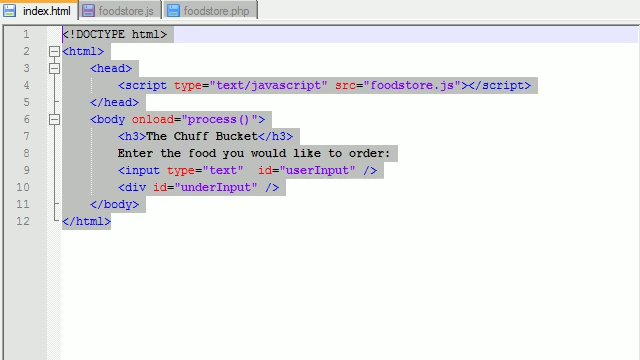 index.html foodstore.js foodstore.php
1 <!DOCTYPE html>
2 <html>
3 <head>
4 <script type="text/javascript" src="foodstore.js"></script>
5 </head>
6 <body onload="process()">
7 <h3>The Chuff Bucket</h3>
8 Enter the food you would like to order:
9 <input type="text"  id="userInput" />
10 <div id="underInput" />
11 </body>
12 </html>